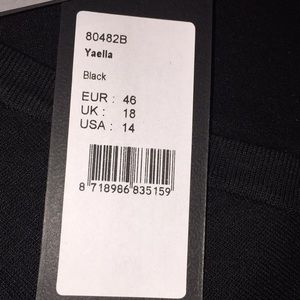 80482B
Yaella
Black
EUR : 46
UK : 18
USA : 14
8 718986 835159